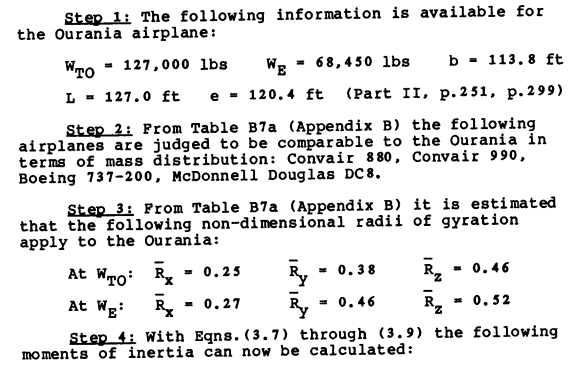 Step 1: The following information is available for
the Ourania airplane:
W_TO = 127,000 lbs W_E = 68,450 lbs b = 113.8 ft
L = 127.0 ft e = 120.4 ft (Part II, p.251, p.299)
Step 2: From Table B7a (Appendix B) the following
airplanes are judged to be comparable to the Ourania in
terms of mass distribution: Convair 880, Convair 990,
Boeing 737-200, McDonnell Douglas DC8.
Step 3: From Table B7a (Appendix B) it is estimated
that the following non-dimensional radii of gyration
apply to the Ourania:
At W_TO: R̄_x = 0.25 R̄_y = 0.38 R̄_z = 0.46
At W_E: R̄_x = 0.27 R̄_y = 0.46 R̄_z = 0.52
Step 4: With Eqns.(3.7) through (3.9) the following
moments of inertia can now be calculated: